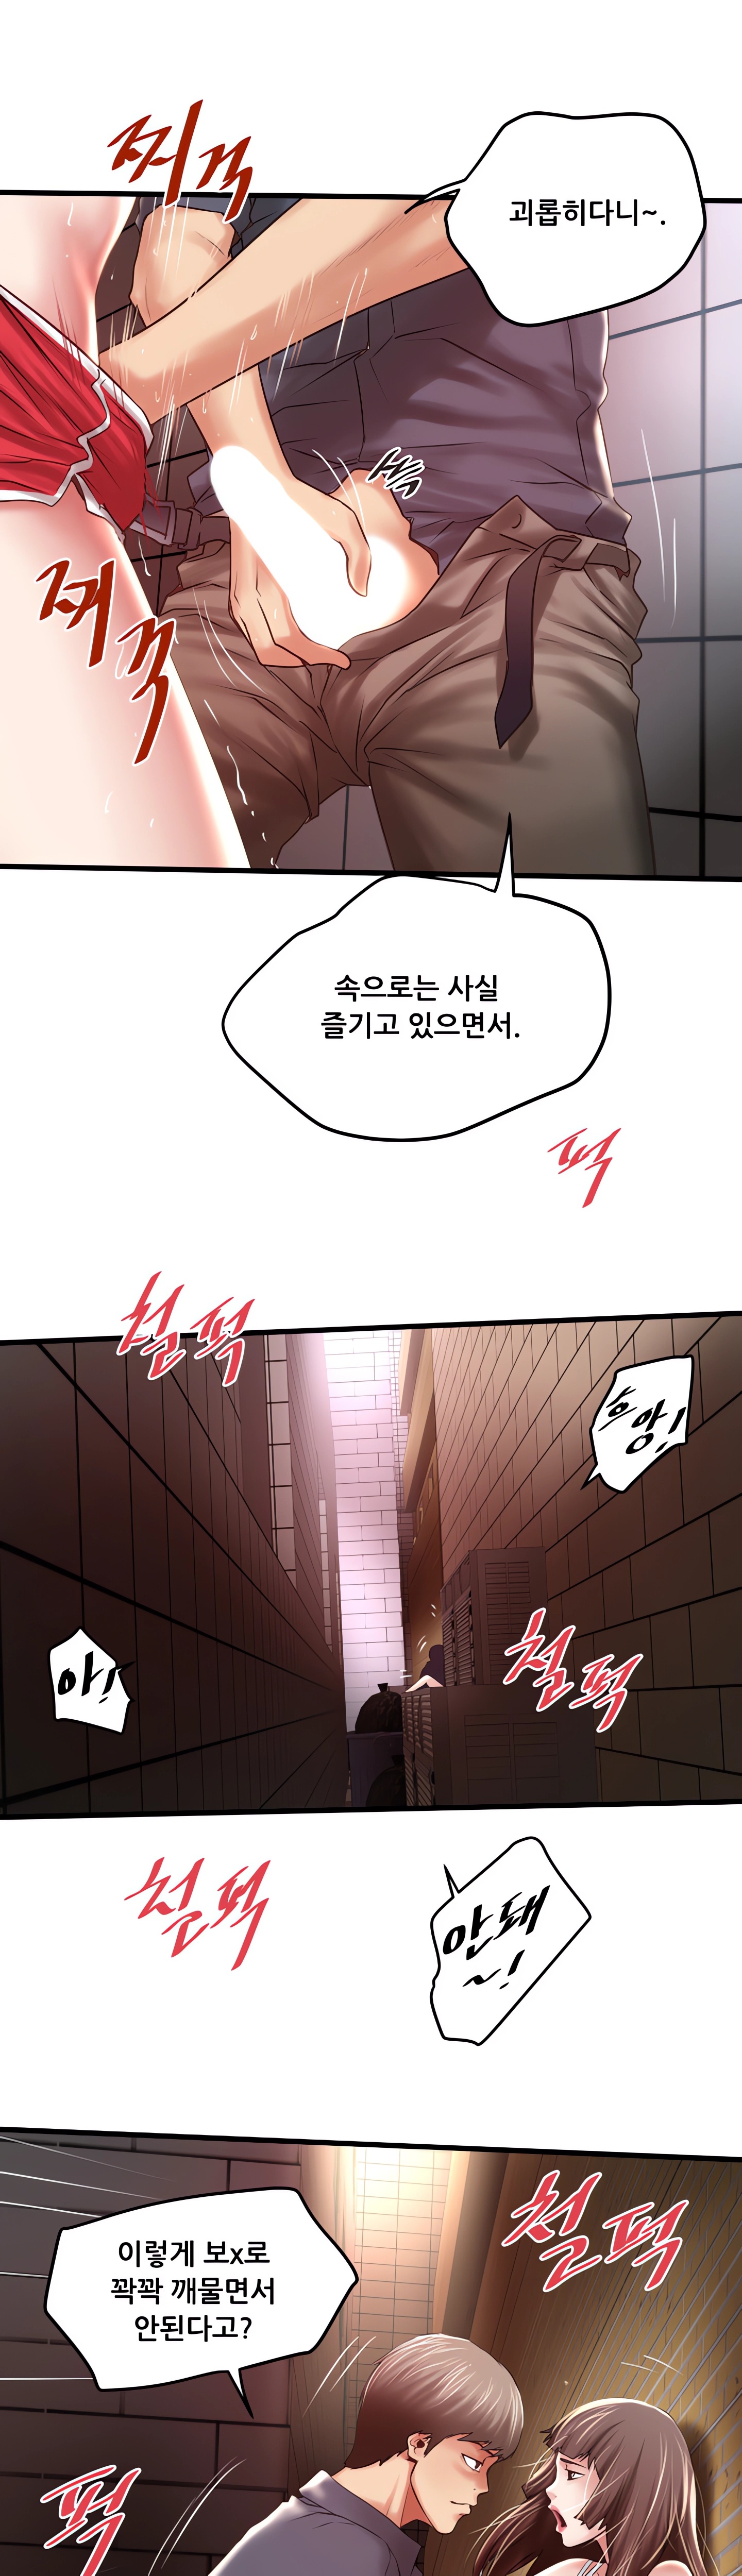 찌걱
괴롭히다니~.
쓱
쩌걱
속으로는 사실
즐기고 있으면서.
퍽
철퍽
흐앙!
아!
철퍽
철퍽
안돼
~!
철퍽
이렇게 보x로
꽉꽉 깨물면서
안된다고?
퍽